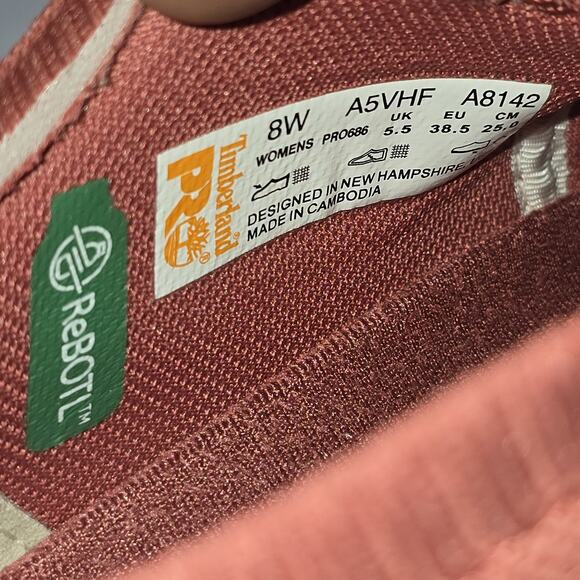 8W A5VHF A8142
WOMENS PRO686 UK EU CM
5.5 38.5 25.0
Timberland
PRO®
DESIGNED IN NEW HAMPSHIRE,
MADE IN CAMBODIA
ReBOTL™